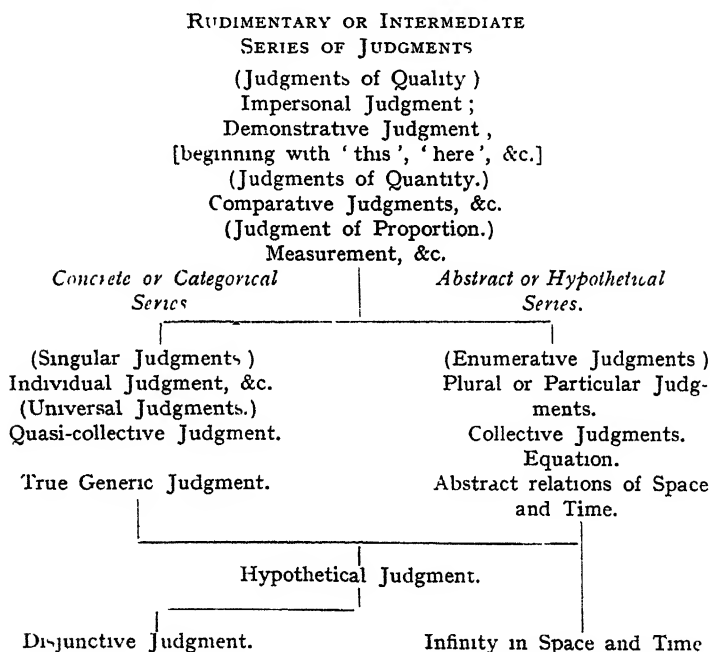 RUDIMENTARY OR INTERMEDIATE
SERIES OF JUDGMENTS
(Judgments of Quality )
Impersonal Judgment ;
Demonstrative Judgment ,
[beginning with ‘ this ’, ‘ here ’, &c.]
(Judgments of Quantity.)
Comparative Judgments, &c.
(Judgment of Proportion.)
Measurement, &c.
Concrete or Categorical
Series
Abstract or Hypothetical
Series.
(Singular Judgments )
Individual Judgment, &c.
(Universal Judgments.)
Quasi-collective Judgment.
True Generic Judgment.
(Enumerative Judgments )
Plural or Particular Judg-
ments.
Collective Judgments.
Equation.
Abstract relations of Space
and Time.
Hypothetical Judgment.
Disjunctive Judgment.
Infinity in Space and Time